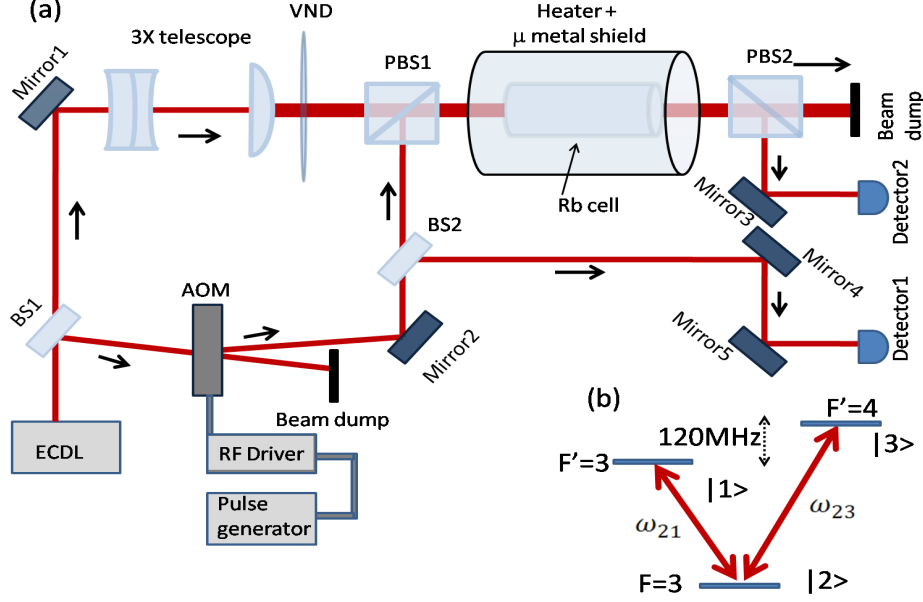 (a)
VND
Heater +
μ metal shield
3X telescope
Mirror1
PBS1
PBS2
Beam
dump
Rb cell
Mirror3
Detector2
BS2
Mirror4
AOM
BS1
Detector1
Mirror2
Mirror5
Beam dump
(b)
ECDL
RF Driver
Pulse
generator
F'=4
120MHz
|3>
F'=3
|1>
ω21
ω23
F=3
|2>